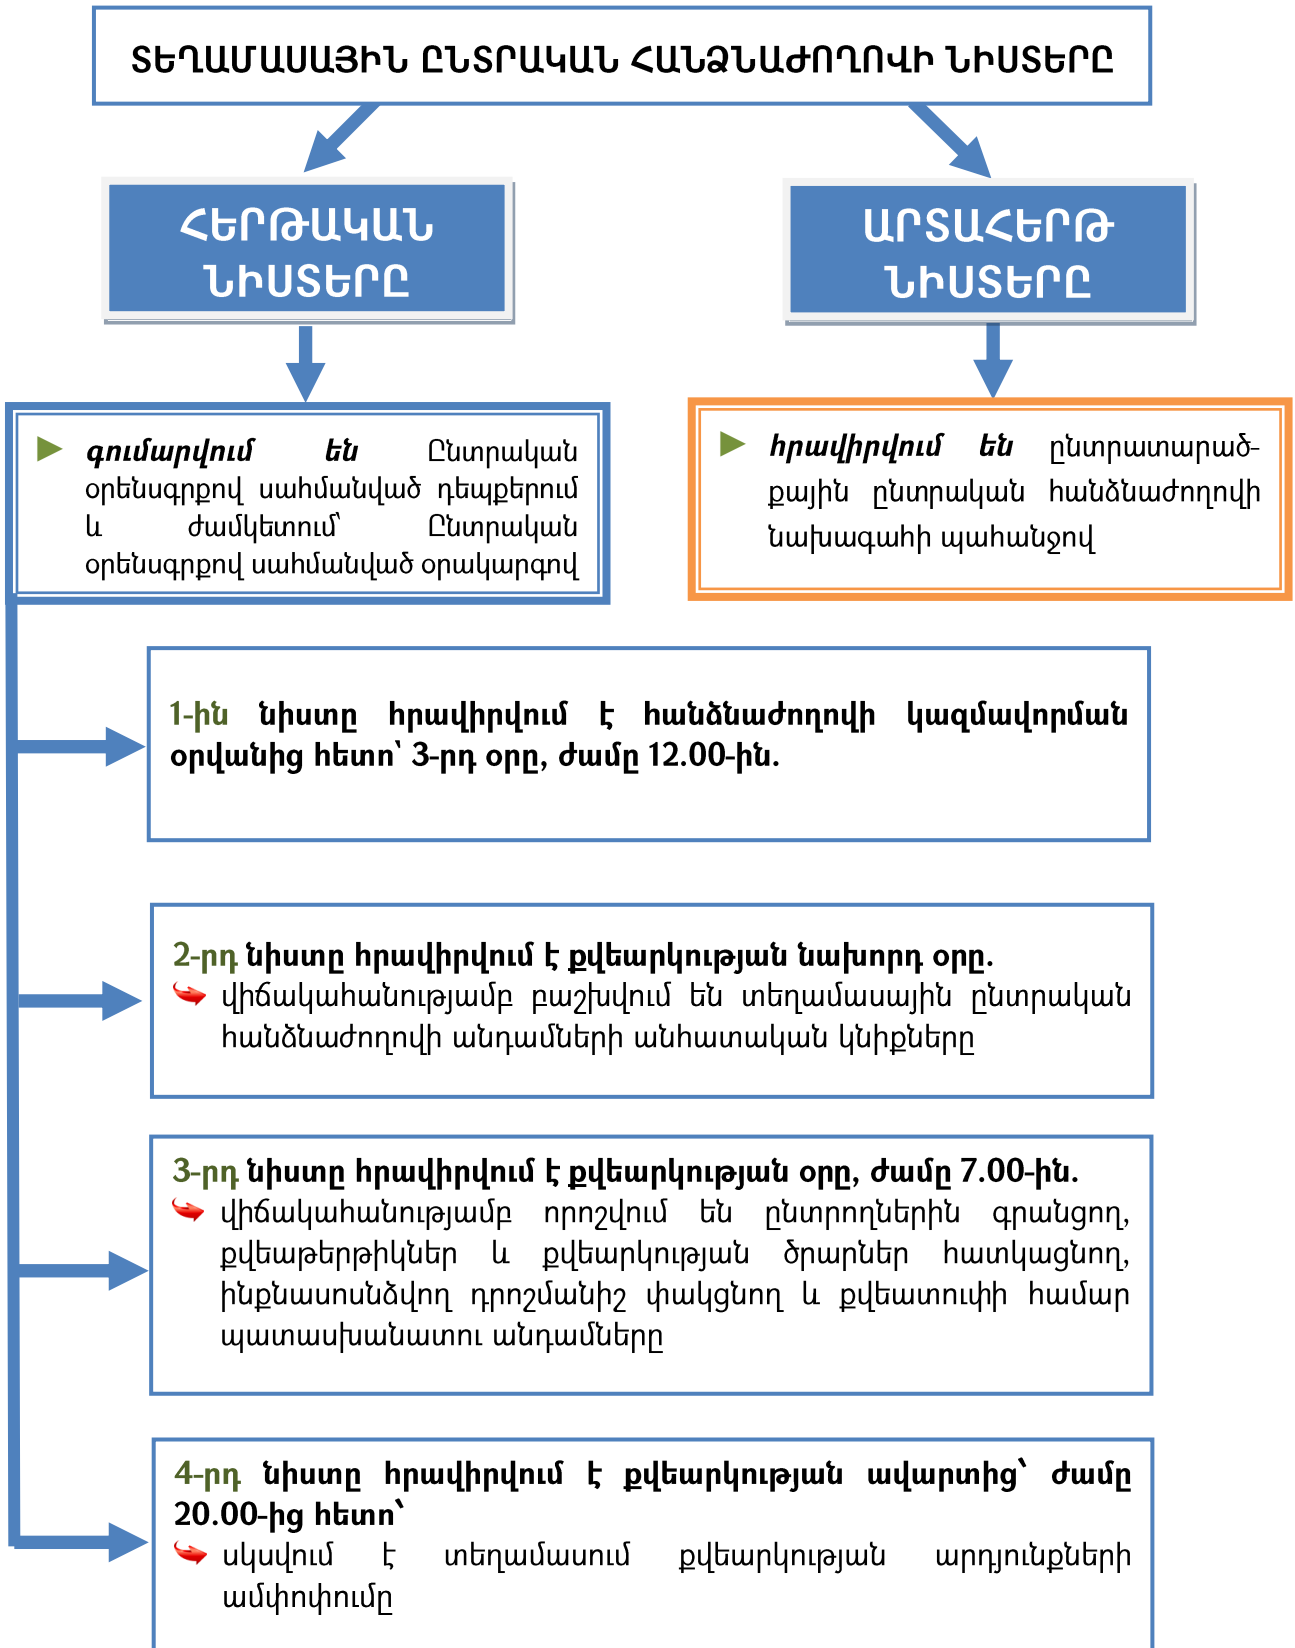 ՏԵՂԱՄԱՍԱՅԻՆ ԸՆՏՐԱԿԱՆ ՀԱՆՁՆԱԺՈՂՈՎԻ ՆԻՍՏԵՐԸ
ՀԵՐԹԱԿԱՆ
ՆԻՍՏԵՐԸ
ԱՐՏԱՀԵՐԹ
ՆԻՍՏԵՐԸ
գումարվում են Ընտրական
օրենսգրքով սահմանված դեպքերում
և ժամկետում՝ Ընտրական
օրենսգրքով սահմանված օրակարգով
հրավիրվում են ընտրատարած-
քային ընտրական հանձնաժողովի
նախագահի պահանջով
1-ին նիստը հրավիրվում է հանձնաժողովի կազմավորման
օրվանից հետո՝ 3-րդ օրը, ժամը 12.00-ին.
2-րդ նիստը հրավիրվում է քվեարկության նախորդ օրը.
վիճակահանությամբ բաշխվում են տեղամասային ընտրական
հանձնաժողովի անդամների անհատական կնիքները
3-րդ նիստը հրավիրվում է քվեարկության օրը, ժամը 7.00-ին.
վիճակահանությամբ որոշվում են ընտրողներին գրանցող,
քվեաթերթիկներ և քվեարկության ծրարներ հատկացնող,
ինքնասոսնձվող դրոշմանիշ փակցնող և քվեատուփի համար
պատասխանատու անդամները
4-րդ նիստը հրավիրվում է քվեարկության ավարտից՝ ժամը
20.00-ից հետո՝
սկսվում է տեղամասում քվեարկության արդյունքների
ամփոփումը